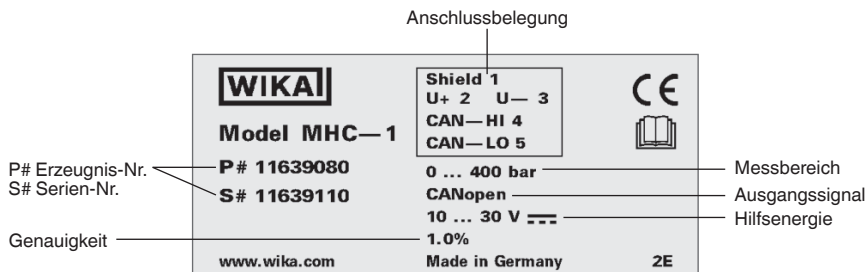 Anschlussbelegung
WIKA
Model MHC—1
P# 11639080
S# 11639110
www.wika.com
Shield 1
U+ 2 U— 3
CAN—HI 4
CAN—LO 5
0 ... 400 bar
CANopen
10 ... 30 V
1.0%
Made in Germany
CE
2E
P# Erzeugnis-Nr.
S# Serien-Nr.
Genauigkeit
Messbereich
Ausgangssignal
Hilfsenergie